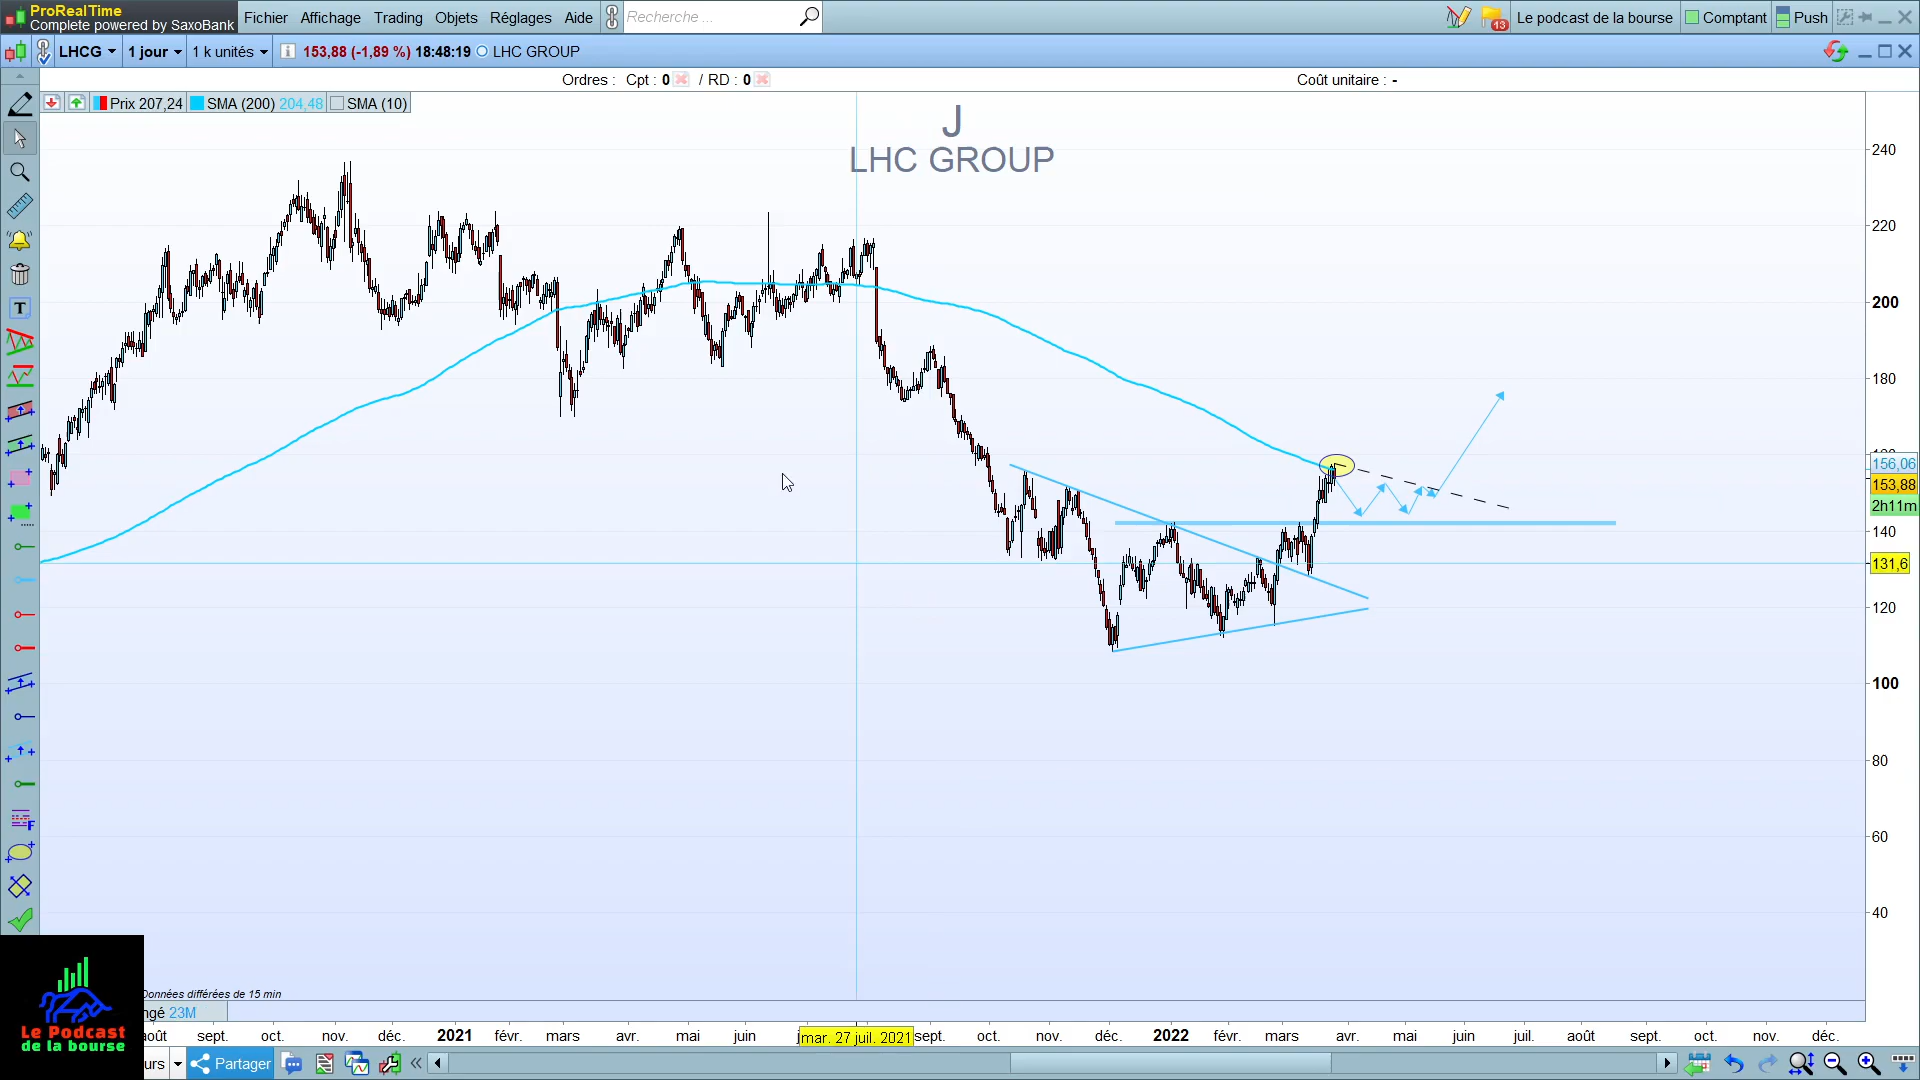 ProRealTime
Complete powered by SaxoBank
Fichier Affichage Trading Objets Réglages Aide Recherche ... 13 Le podcast de la bourse Comptant Push
LHCG 1 jour 1 k unités 153,88 (-1,89 %) 18:48:19 LHC GROUP
Ordres : Cpt : 0 / RD : 0 Coût unitaire : -
Prix 207,24 SMA (200) 204,48 SMA (10)
J
LHC GROUP
240
220
200
180
156,06
153,88
2h11m
140
131,6
120
100
80
60
40
T
F
Données différées de 15 min
ngé 23M
Le Podcast
de la bourse
août sept. oct. nov. déc. 2021 févr. mars avr. mai juin mar. 27 juil. 2021 sept. oct. nov. déc. 2022 févr. mars avr. mai juin juil. août sept. oct. nov. déc.
urs Partager